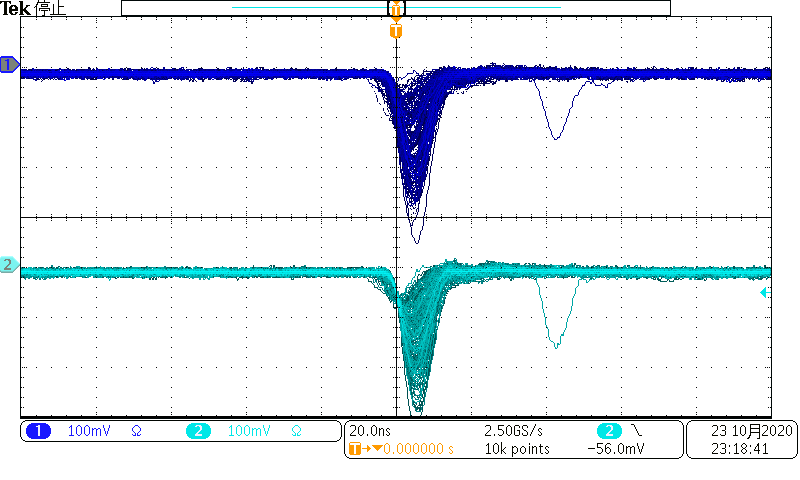 Tek 停止
T
T
1
2
1 100mV Ω 2 100mV Ω
20.0ns 2.50GS/s 2
T→▼0.000000 s 10k points −56.0mV
23 10月2020
23:18:41